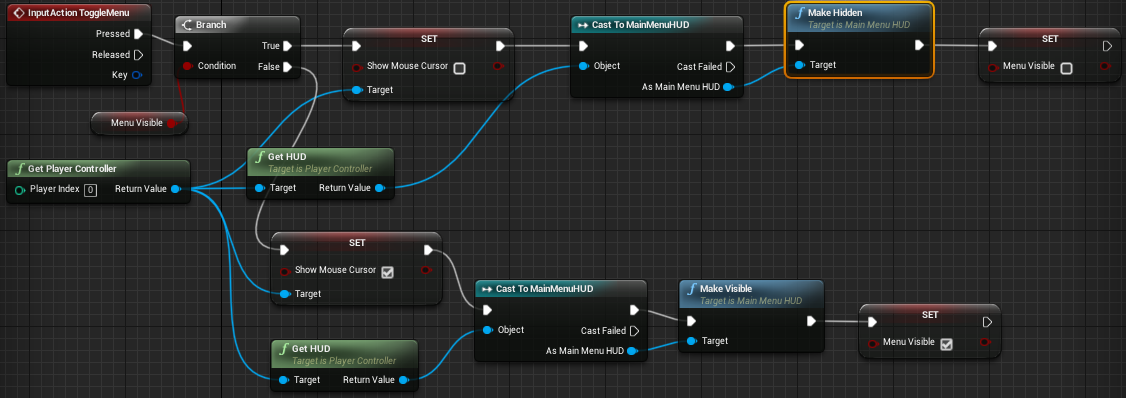 InputAction ToggleMenu
Pressed
Released
Key
Branch
True
Condition
False
SET
Show Mouse Cursor
Target
Cast To MainMenuHUD
Object
Cast Failed
As Main Menu HUD
Make Hidden
Target is Main Menu HUD
Target
SET
Menu Visible
Menu Visible
Get Player Controller
Player Index 0
Return Value
Get HUD
Target is Player Controller
Target
Return Value
SET
Show Mouse Cursor
Target
Cast To MainMenuHUD
Object
Cast Failed
As Main Menu HUD
Make Visible
Target is Main Menu HUD
Target
SET
Menu Visible
Get HUD
Target is Player Controller
Target
Return Value